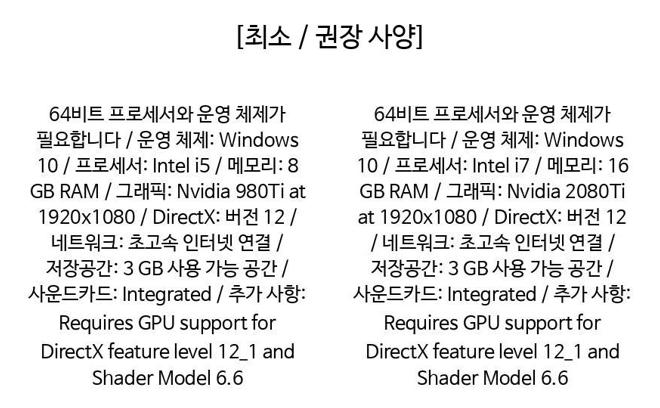 [최소 / 권장 사양]
64비트 프로세서와 운영 체제가
필요합니다 / 운영 체제: Windows
10 / 프로세서: Intel i5 / 메모리: 8
GB RAM / 그래픽: Nvidia 980Ti at
1920x1080 / DirectX: 버전 12 /
네트워크: 초고속 인터넷 연결 /
저장공간: 3 GB 사용 가능 공간 /
사운드카드: Integrated / 추가 사항:
Requires GPU support for
DirectX feature level 12_1 and
Shader Model 6.6
64비트 프로세서와 운영 체제가
필요합니다 / 운영 체제: Windows
10 / 프로세서: Intel i7 / 메모리: 16
GB RAM / 그래픽: Nvidia 2080Ti
at 1920x1080 / DirectX: 버전 12
/ 네트워크: 초고속 인터넷 연결 /
저장공간: 3 GB 사용 가능 공간 /
사운드카드: Integrated / 추가 사항:
Requires GPU support for
DirectX feature level 12_1 and
Shader Model 6.6